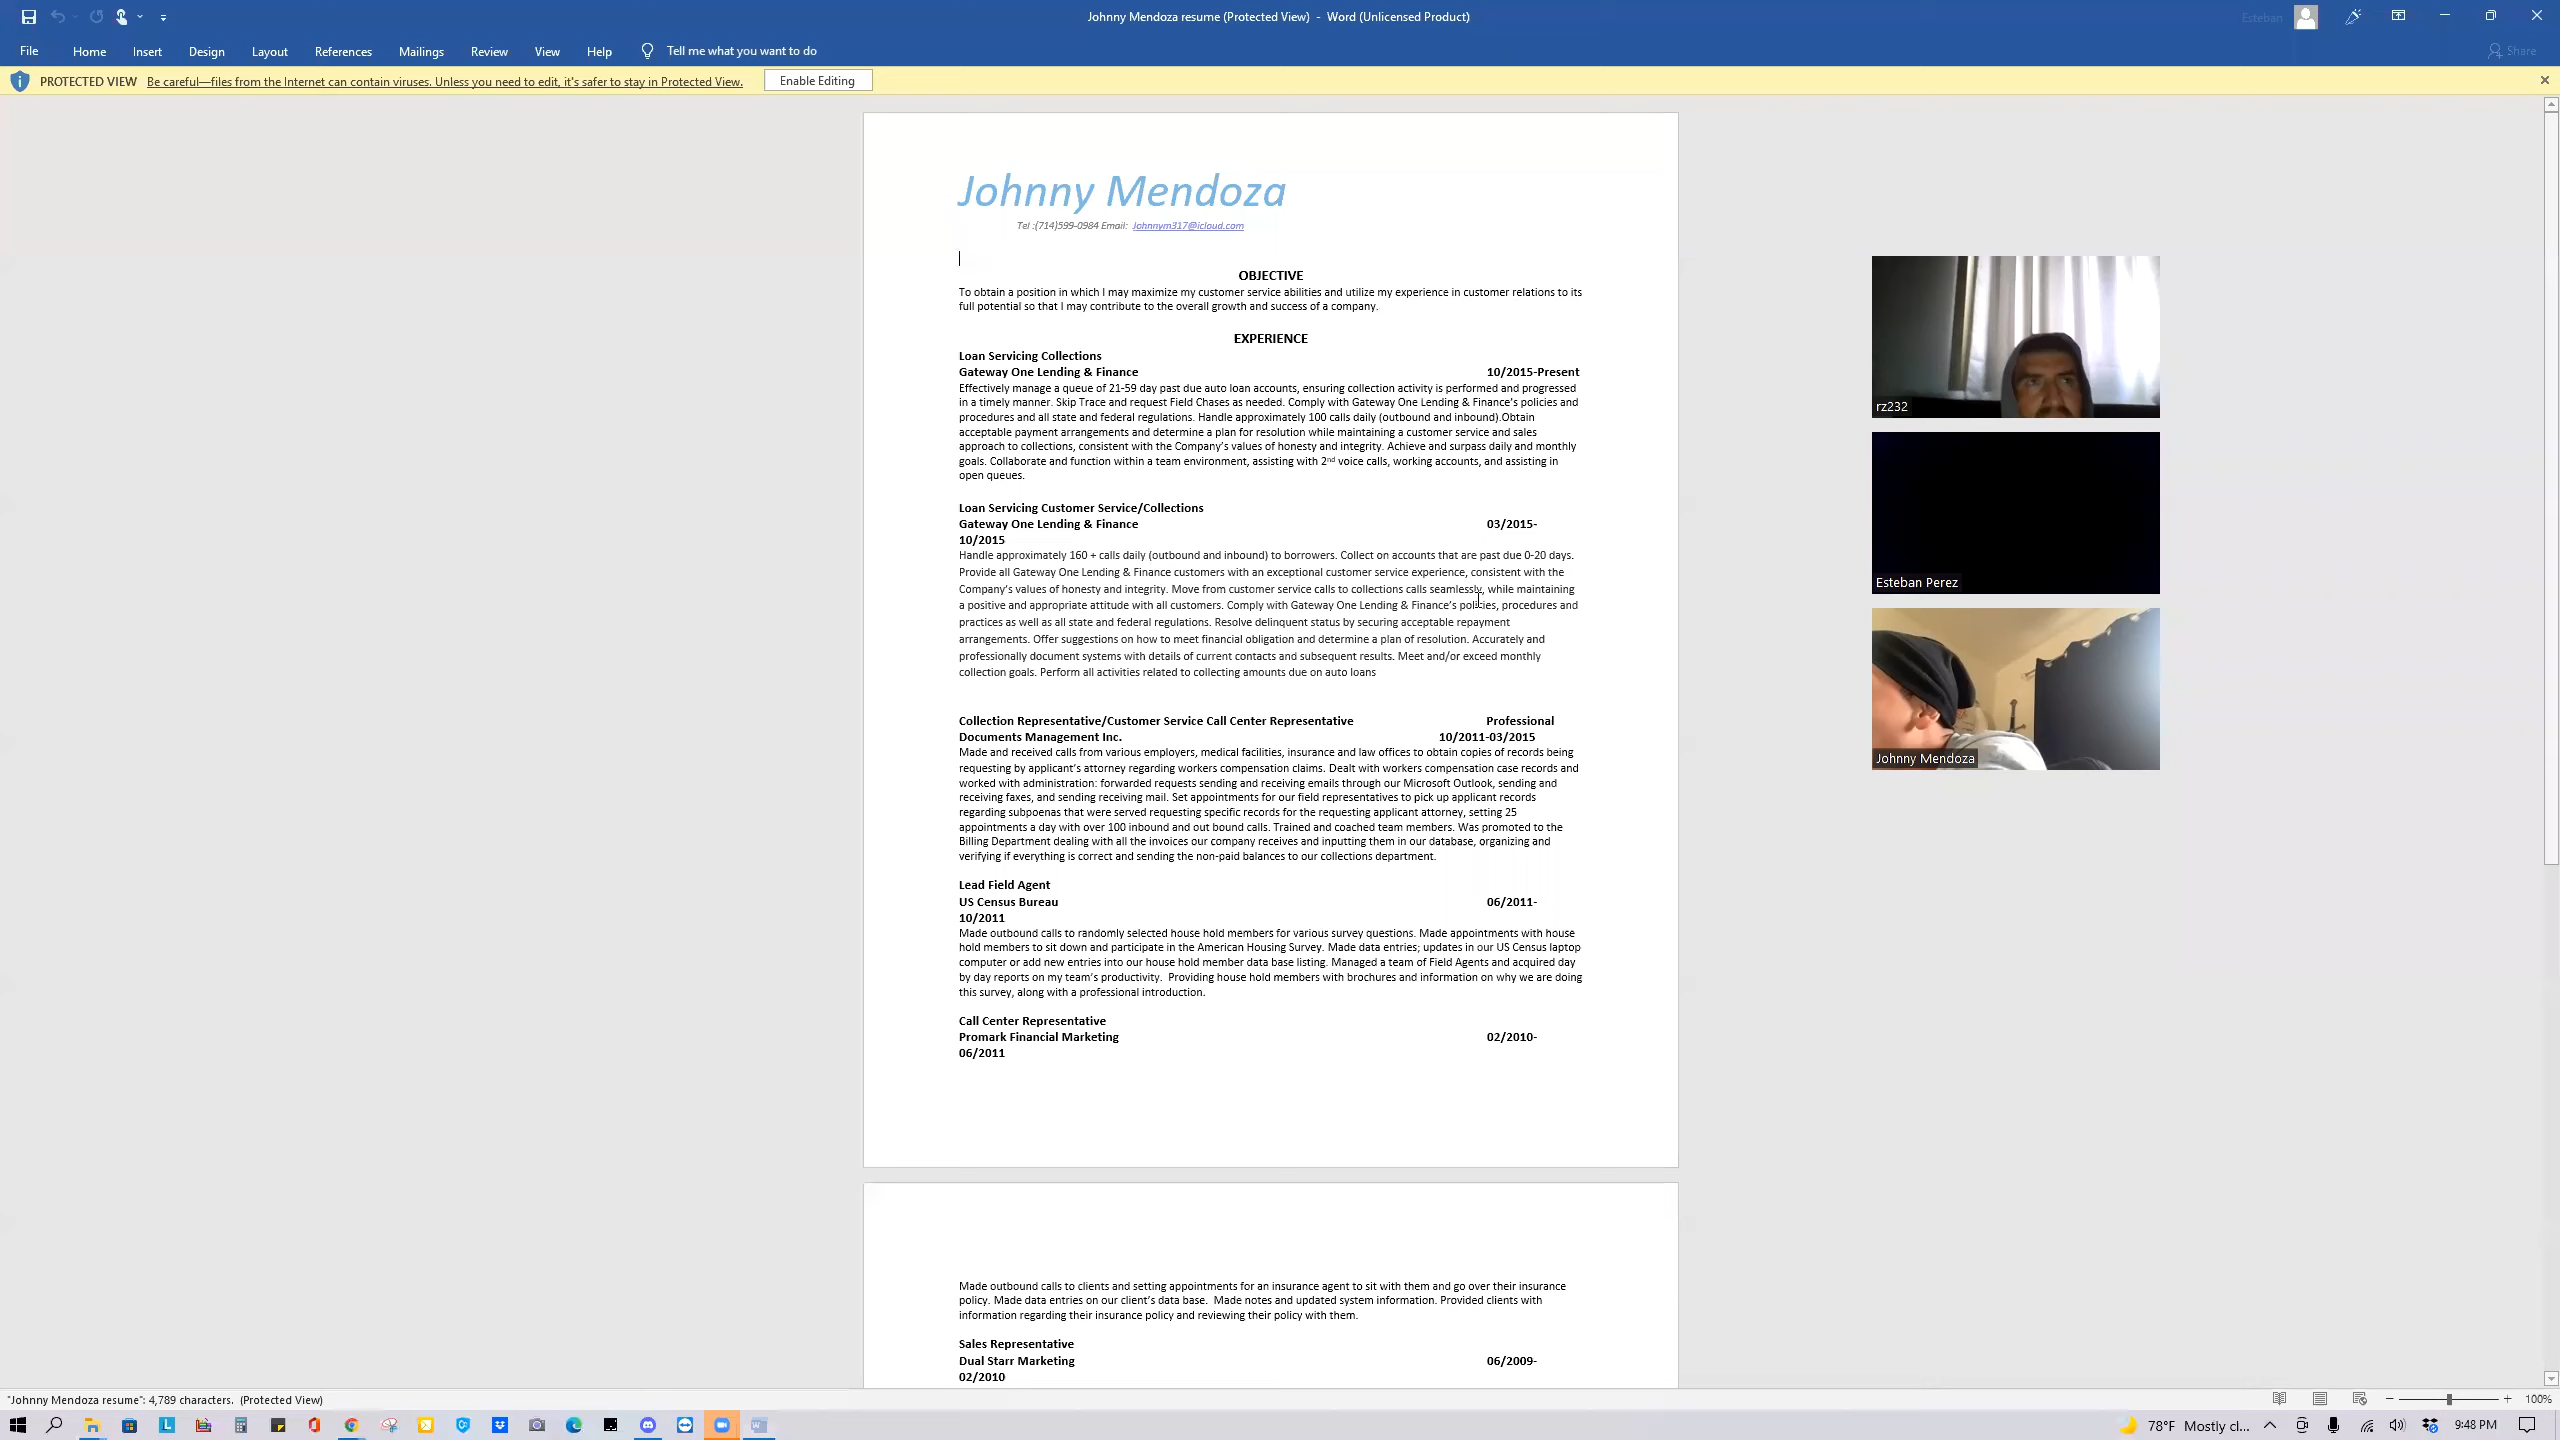 Johnny Mendoza resume (Protected View) - Word (Unlicensed Product)
Esteban
File Home Insert Design Layout References Mailings Review View Help Tell me what you want to do
Share
PROTECTED VIEW Be careful—files from the Internet can contain viruses. Unless you need to edit, it's safer to stay in Protected View. Enable Editing
Johnny Mendoza
Tel :(714)599-0984 Email: Johnnym317@icloud.com
OBJECTIVE
To obtain a position in which I may maximize my customer service abilities and utilize my experience in customer relations to its
full potential so that I may contribute to the overall growth and success of a company.
EXPERIENCE
Loan Servicing Collections
Gateway One Lending & Finance 10/2015-Present
Effectively manage a queue of 21-59 day past due auto loan accounts, ensuring collection activity is performed and progressed
in a timely manner. Skip Trace and request Field Chases as needed. Comply with Gateway One Lending & Finance's policies and
procedures and all state and federal regulations. Handle approximately 100 calls daily (outbound and inbound).Obtain
acceptable payment arrangements and determine a plan for resolution while maintaining a customer service and sales
approach to collections, consistent with the Company's values of honesty and integrity. Achieve and surpass daily and monthly
goals. Collaborate and function within a team environment, assisting with 2nd voice calls, working accounts, and assisting in
open queues.
Loan Servicing Customer Service/Collections
Gateway One Lending & Finance 03/2015-
10/2015
Handle approximately 160 + calls daily (outbound and inbound) to borrowers. Collect on accounts that are past due 0-20 days.
Provide all Gateway One Lending & Finance customers with an exceptional customer service experience, consistent with the
Company's values of honesty and integrity. Move from customer service calls to collections calls seamlessly, while maintaining
a positive and appropriate attitude with all customers. Comply with Gateway One Lending & Finance's policies, procedures and
practices as well as all state and federal regulations. Resolve delinquent status by securing acceptable repayment
arrangements. Offer suggestions on how to meet financial obligation and determine a plan of resolution. Accurately and
professionally document systems with details of current contacts and subsequent results. Meet and/or exceed monthly
collection goals. Perform all activities related to collecting amounts due on auto loans
Collection Representative/Customer Service Call Center Representative Professional
Documents Management Inc. 10/2011-03/2015
Made and received calls from various employers, medical facilities, insurance and law offices to obtain copies of records being
requesting by applicant's attorney regarding workers compensation claims. Dealt with workers compensation case records and
worked with administration: forwarded requests sending and receiving emails through our Microsoft Outlook, sending and
receiving faxes, and sending receiving mail. Set appointments for our field representatives to pick up applicant records
regarding subpoenas that were served requesting specific records for the requesting applicant attorney, setting 25
appointments a day with over 100 inbound and out bound calls. Trained and coached team members. Was promoted to the
Billing Department dealing with all the invoices our company receives and inputting them in our database, organizing and
verifying if everything is correct and sending the non-paid balances to our collections department.
Lead Field Agent
US Census Bureau 06/2011-
10/2011
Made outbound calls to randomly selected house hold members for various survey questions. Made appointments with house
hold members to sit down and participate in the American Housing Survey. Made data entries; updates in our US Census laptop
computer or add new entries into our house hold member data base listing. Managed a team of Field Agents and acquired day
by day reports on my team's productivity. Providing house hold members with brochures and information on why we are doing
this survey, along with a professional introduction.
Call Center Representative
Promark Financial Marketing 02/2010-
06/2011
Made outbound calls to clients and setting appointments for an insurance agent to sit with them and go over their insurance
policy. Made data entries on our client's data base. Made notes and updated system information. Provided clients with
information regarding their insurance policy and reviewing their policy with them.
Sales Representative
Dual Starr Marketing 06/2009-
02/2010
rz232
Esteban Perez
Johnny Mendoza
"Johnny Mendoza resume": 4,789 characters. (Protected View)
100%
78°F Mostly cl... 9:48 PM